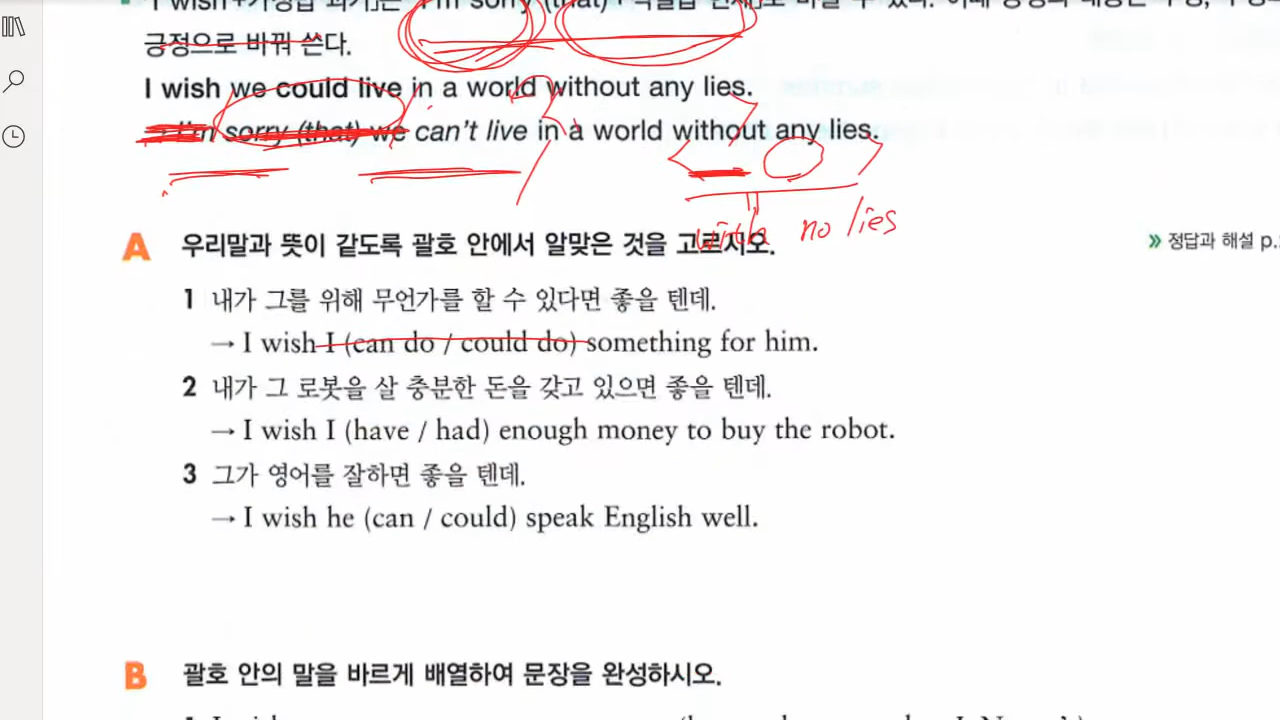 긍정으로 바꿔 쓴다.
I wish we could live in a world without any lies.
→ I'm sorry (that) we can't live in a world without any lies.
with no lies
A 우리말과 뜻이 같도록 괄호 안에서 알맞은 것을 고르시오.
» 정답과 해설 p.
1 내가 그를 위해 무언가를 할 수 있다면 좋을 텐데.
→ I wish I (can do / could do) something for him.
2 내가 그 로봇을 살 충분한 돈을 갖고 있으면 좋을 텐데.
→ I wish I (have / had) enough money to buy the robot.
3 그가 영어를 잘하면 좋을 텐데.
→ I wish he (can / could) speak English well.
B 괄호 안의 말을 바르게 배열하여 문장을 완성하시오.